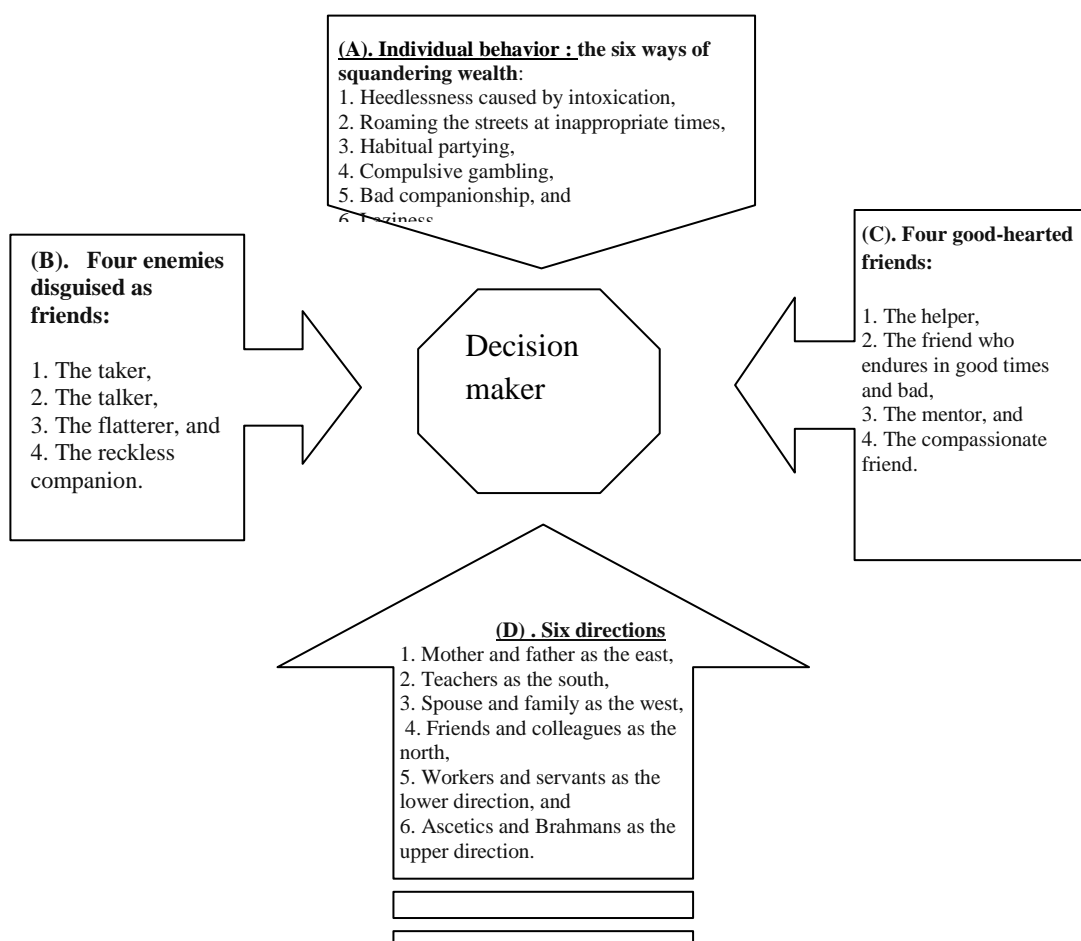 (A). Individual behavior : the six ways of
squandering wealth:
1. Heedlessness caused by intoxication,
2. Roaming the streets at inappropriate times,
3. Habitual partying,
4. Compulsive gambling,
5. Bad companionship, and
6. Laziness
(B). Four enemies
disguised as
friends:
1. The taker,
2. The talker,
3. The flatterer, and
4. The reckless
companion.
Decision
maker
(C). Four good-hearted
friends:
1. The helper,
2. The friend who
endures in good times
and bad,
3. The mentor, and
4. The compassionate
friend.
(D) . Six directions
1. Mother and father as the east,
2. Teachers as the south,
3. Spouse and family as the west,
4. Friends and colleagues as the
north,
5. Workers and servants as the
lower direction, and
6. Ascetics and Brahmans as the
upper direction.